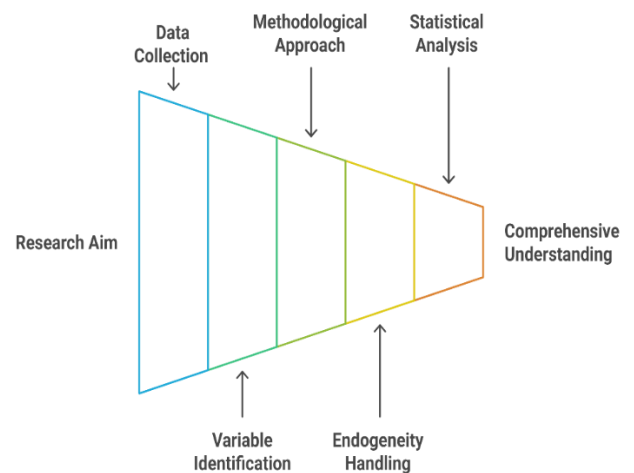 Data
Collection
Methodological
Approach
Statistical
Analysis
Research Aim
Comprehensive
Understanding
Variable
Identification
Endogeneity
Handling